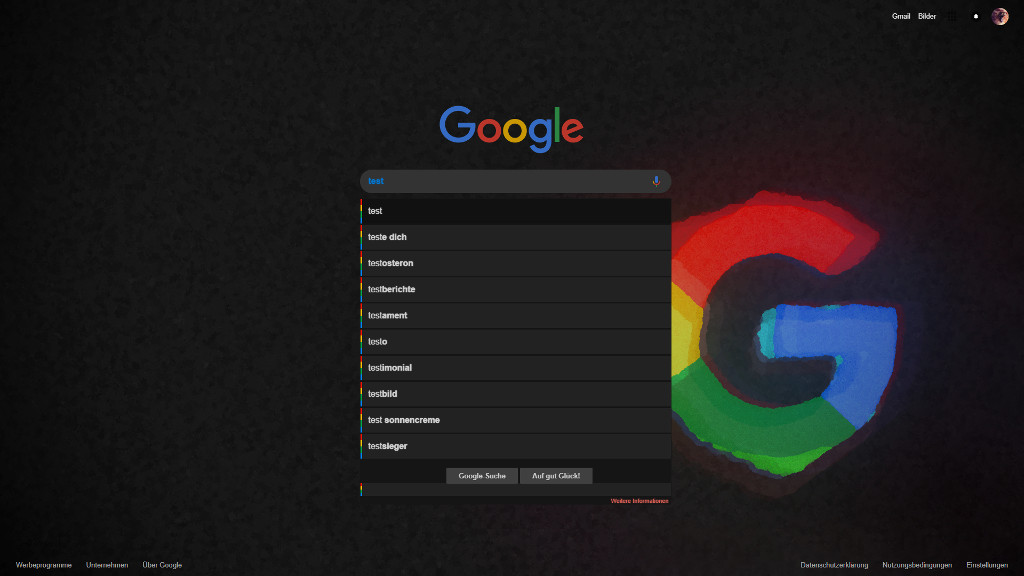 Gmail Bilder
Google
test
test
teste dich
testosteron
testberichte
testament
testo
testimonial
testbild
test sonnencreme
testsieger
Google-Suche Auf gut Glück!
Weitere Informationen
Werbeprogramme Unternehmen Über Google Datenschutzerklärung Nutzungsbedingungen Einstellungen